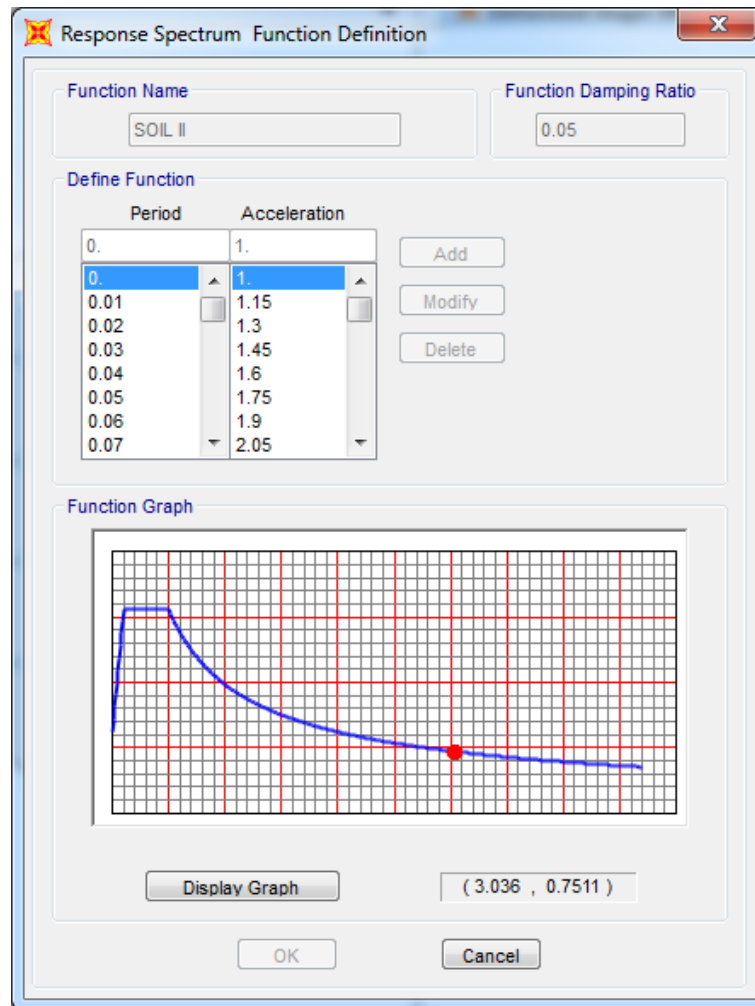 Response Spectrum Function Definition
Function Name
Function Damping Ratio
SOIL II
0.05
Define Function
Period Acceleration
0. 1.
0. 1.
0.01 1.15
0.02 1.3
0.03 1.45
0.04 1.6
0.05 1.75
0.06 1.9
0.07 2.05
Add
Modify
Delete
Function Graph
Display Graph
( 3.036 , 0.7511 )
OK
Cancel